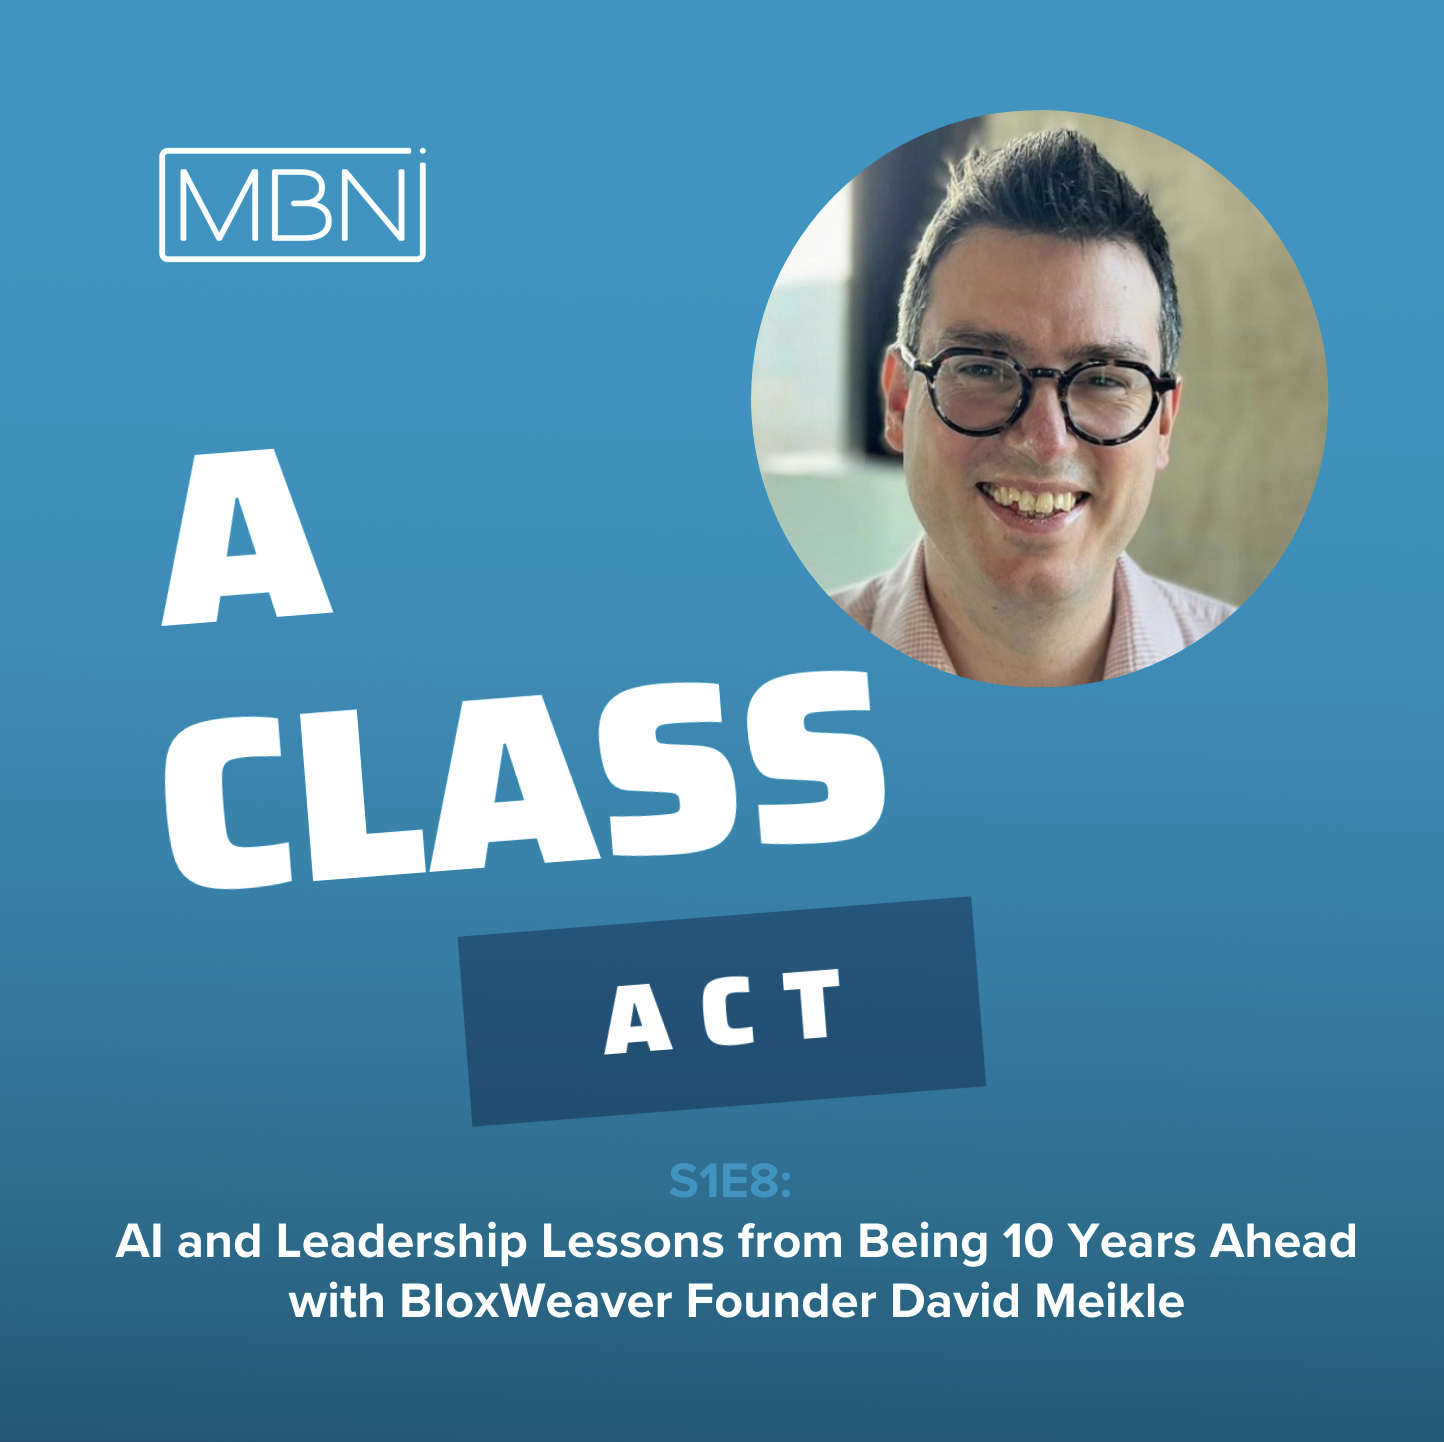 MBN
A
CLASS
ACT
S1E8:
AI and Leadership Lessons from Being 10 Years Ahead
with BloxWeaver Founder David Meikle